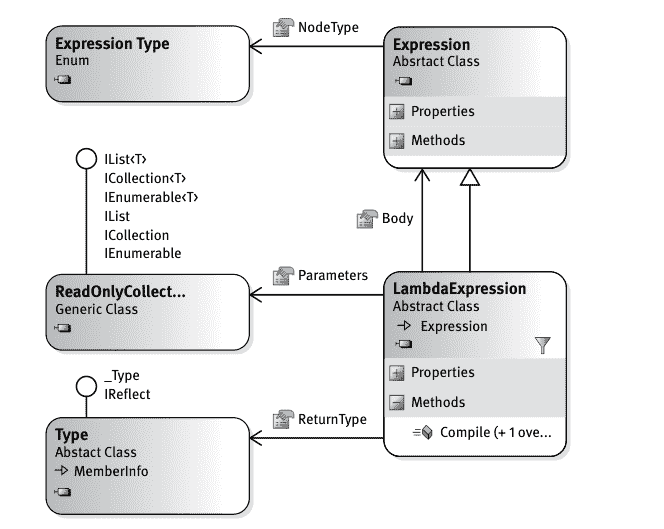 NodeType
Expression Type
Enum
Expression
Absrtact Class
Properties
Methods
IList<T>
ICollection<T>
IEnumerable<T>
IList
ICollection
IEnumerable
Body
Parameters
ReadOnlyCollect...
Generic Class
LambdaExpression
Abstract Class
Expression
Properties
Methods
Compile (+ 1 ove...
_Type
IReflect
ReturnType
Type
Abstact Class
MemberInfo